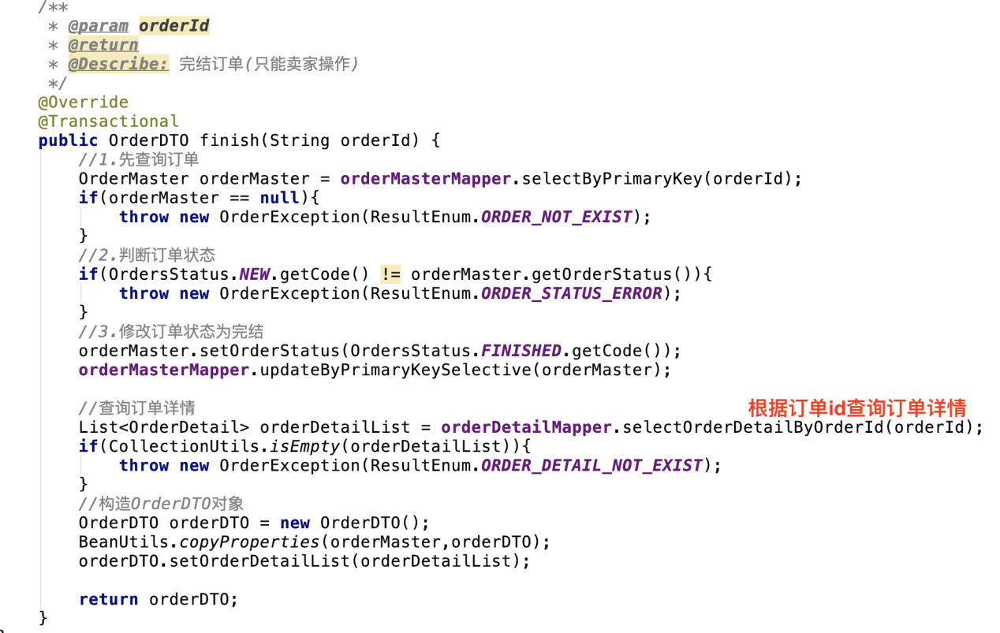 /**
 * @param orderId
 * @return
 * @Describe: 完结订单(只能卖家操作)
 */
@Override
@Transactional
public OrderDTO finish(String orderId) {
//1.先查询订单
OrderMaster orderMaster = orderMasterMapper.selectByPrimaryKey(orderId);
if(orderMaster == null){
throw new OrderException(ResultEnum.ORDER_NOT_EXIST);
}
//2.判断订单状态
if(OrdersStatus.NEW.getCode() != orderMaster.getOrderStatus()){
throw new OrderException(ResultEnum.ORDER_STATUS_ERROR);
}
//3.修改订单状态为完结
orderMaster.setOrderStatus(OrdersStatus.FINISHED.getCode());
orderMasterMapper.updateByPrimaryKeySelective(orderMaster);
//查询订单详情
根据订单id查询订单详情
List<OrderDetail> orderDetailList = orderDetailMapper.selectOrderDetailByOrderId(orderId);
if(CollectionUtils.isEmpty(orderDetailList)){
throw new OrderException(ResultEnum.ORDER_DETAIL_NOT_EXIST);
}
//构造OrderDTO对象
OrderDTO orderDTO = new OrderDTO();
BeanUtils.copyProperties(orderMaster,orderDTO);
orderDTO.setOrderDetailList(orderDetailList);
return orderDTO;
}